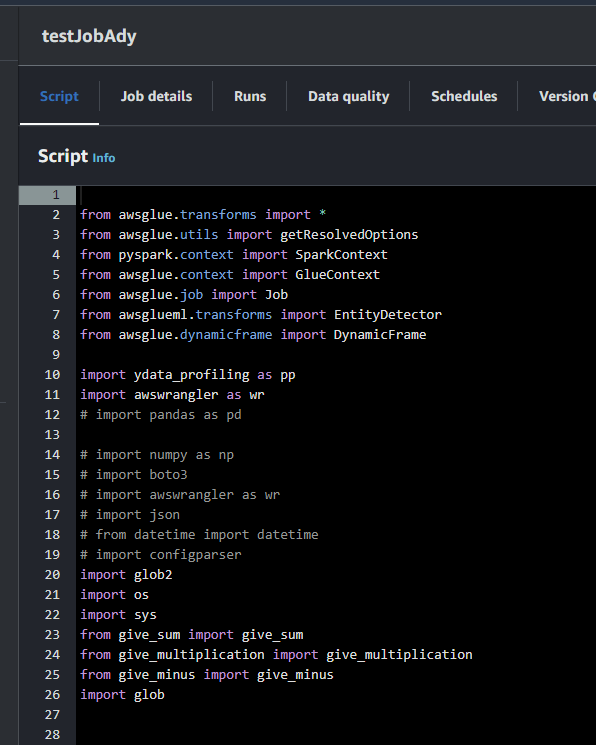 testJobAdy
Script Job details Runs Data quality Schedules Version
Script Info
1
2 from awsglue.transforms import *
3 from awsglue.utils import getResolvedOptions
4 from pyspark.context import SparkContext
5 from awsglue.context import GlueContext
6 from awsglue.job import Job
7 from awsglueml.transforms import EntityDetector
8 from awsglue.dynamicframe import DynamicFrame
9
10 import ydata_profiling as pp
11 import awswrangler as wr
12 # import pandas as pd
13
14 # import numpy as np
15 # import boto3
16 # import awswrangler as wr
17 # import json
18 # from datetime import datetime
19 # import configparser
20 import glob2
21 import os
22 import sys
23 from give_sum import give_sum
24 from give_multiplication import give_multiplication
25 from give_minus import give_minus
26 import glob
27
28